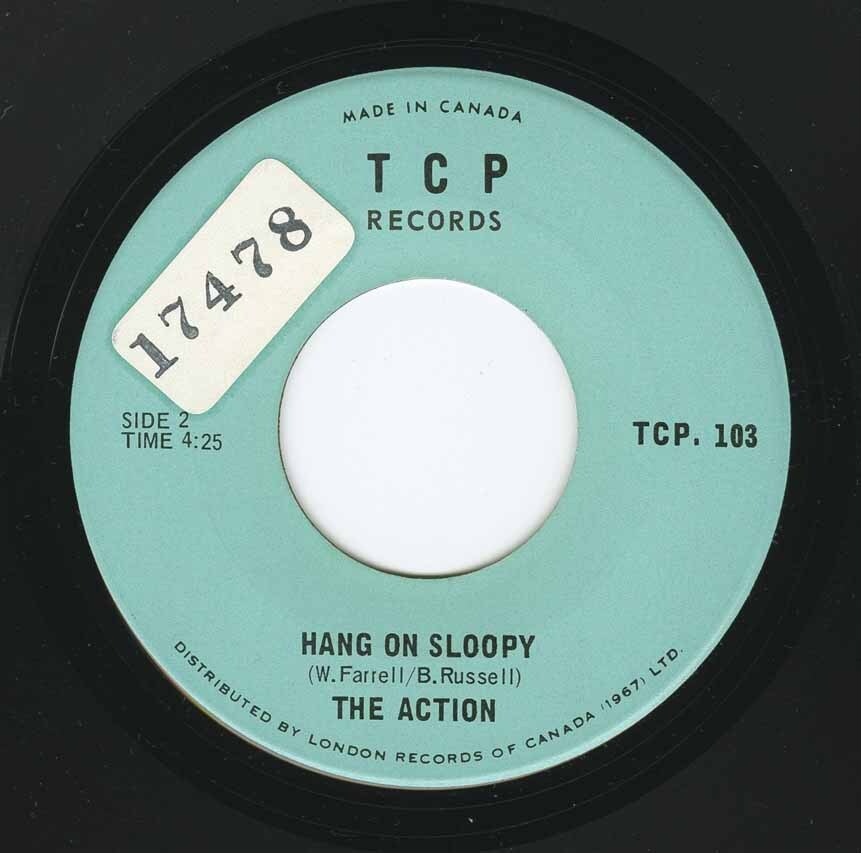 MADE IN CANADA
T C P
RECORDS
17478
SIDE 2
TIME 4:25
TCP. 103
HANG ON SLOOPY
(W. Farrell/B. Russell)
THE ACTION
DISTRIBUTED BY LONDON RECORDS OF CANADA (1967) LTD.